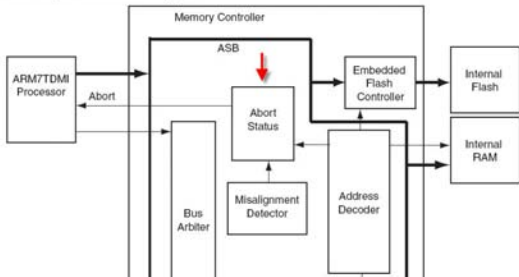 Memory Controller
ASB
ARM7TDMI
Processor
Embedded
Flash
Controller
Internal
Flash
Abort
Abort
Status
Internal
RAM
Misalignment
Detector
Address
Decoder
Bus
Arbiter